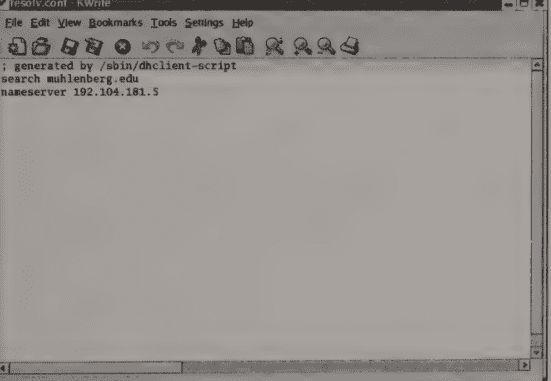 resolv.conf - KWrite
File Edit View Bookmarks Tools Settings Help
; generated by /sbin/dhclient-script
search muhlenberg.edu
nameserver 192.104.181.5